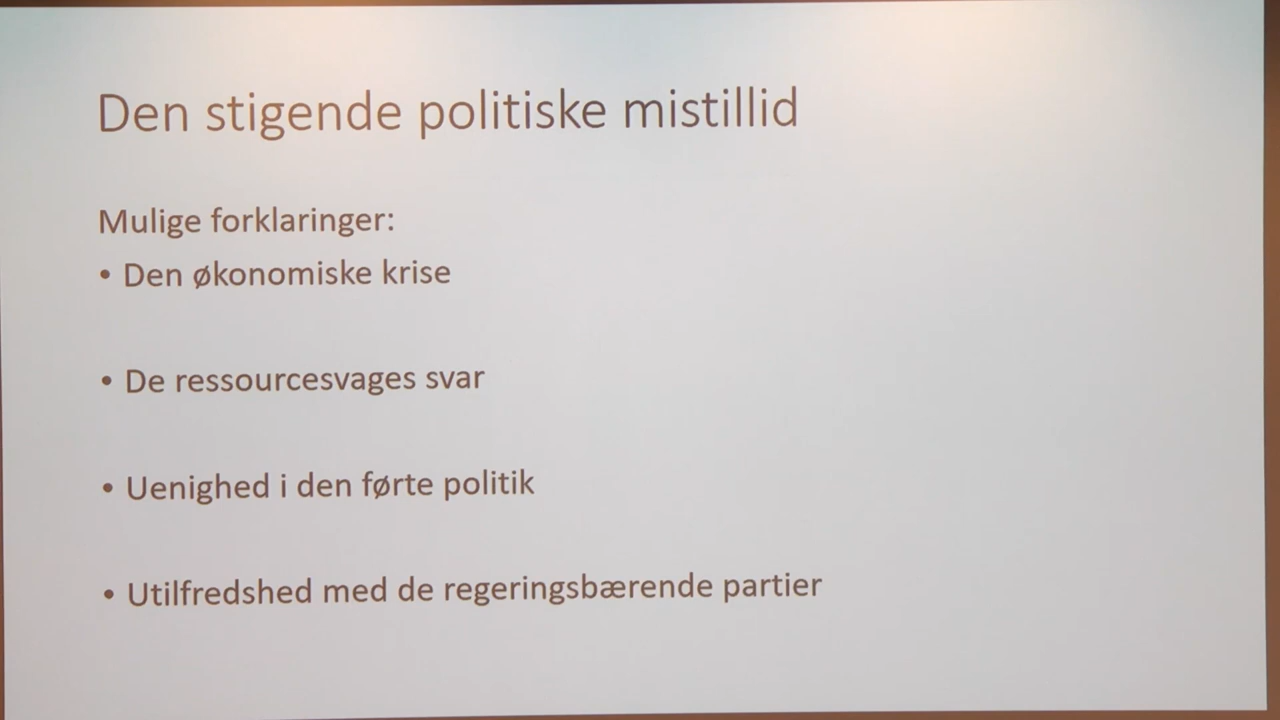 Den stigende politiske mistillid
Mulige forklaringer:
• Den økonomiske krise
• De ressourcesvages svar
• Uenighed i den førte politik
• Utilfredshed med de regeringsbærende partier